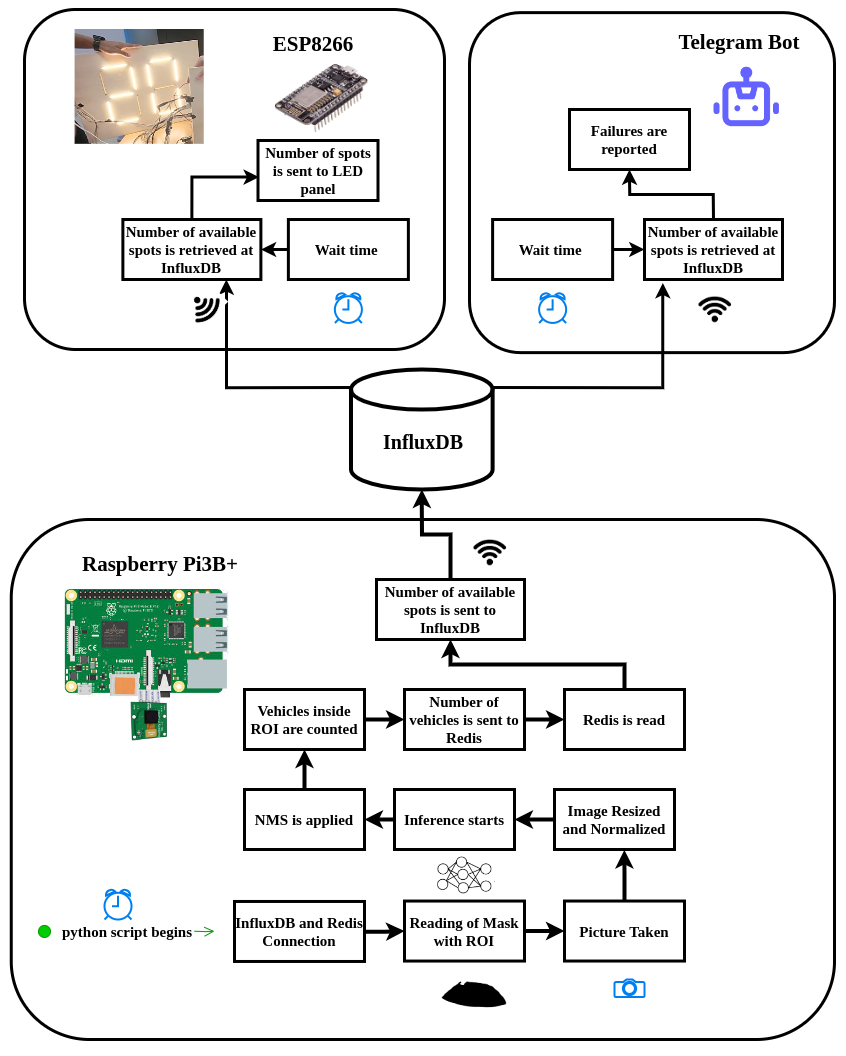 ESP8266
Number of spots
is sent to LED
panel
Number of available
spots is retrieved at
InfluxDB
Wait time
Telegram Bot
Failures are
reported
Wait time
Number of available
spots is retrieved at
InfluxDB
InfluxDB
Raspberry Pi3B+
Number of available
spots is sent to
InfluxDB
Vehicles inside
ROI are counted
Number of
vehicles is sent to
Redis
Redis is read
NMS is applied
Inference starts
Image Resized
and Normalized
python script begins
InfluxDB and Redis
Connection
Reading of Mask
with ROI
Picture Taken
HDMI